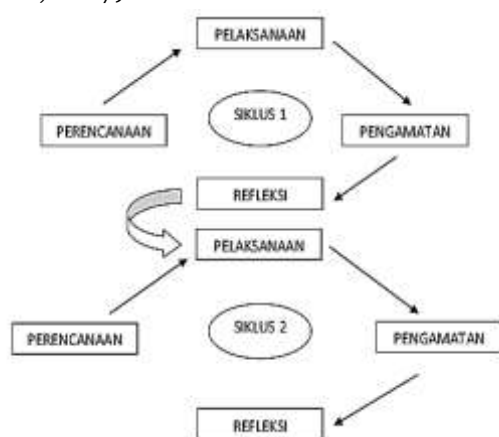 PELAKSANAAN
PERENCANAAN
SIKLUS 1
PENGAMATAN
REFLEKSI
PELAKSANAAN
PERENCANAAN
SIKLUS 2
PENGAMATAN
REFLEKSI